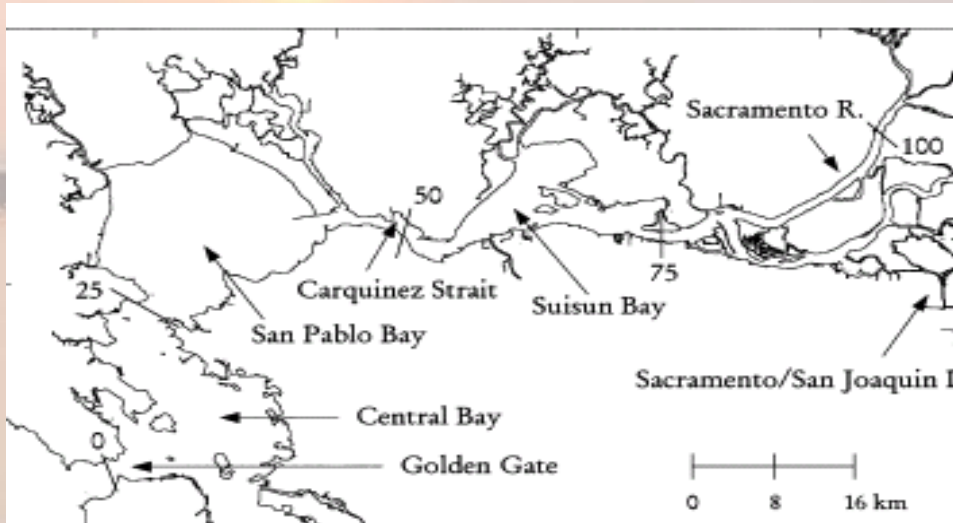 Sacramento R.
100
50
75
Carquinez Strait
Suisun Bay
25
San Pablo Bay
Sacramento/San Joaquin
Central Bay
0
Golden Gate
0 8 16 km